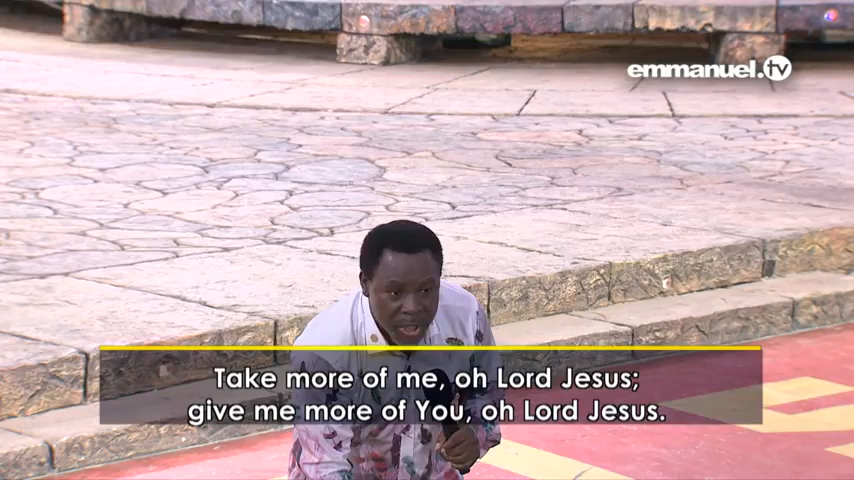 emmanuel.tv
Take more of me, oh Lord Jesus;
give me more of You, oh Lord Jesus.